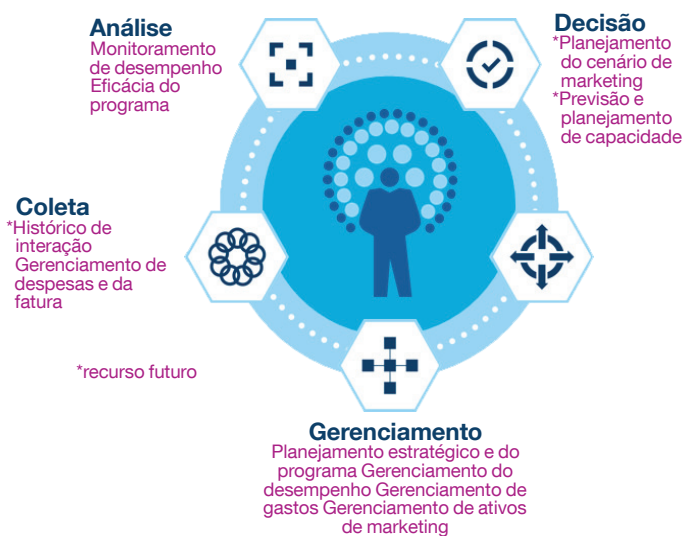 Análise
Monitoramento
de desempenho
Eficácia do
programa
Decisão
*Planejamento
do cenário de
marketing
*Previsão e
planejamento
de capacidade
Coleta
*Histórico de
interação
Gerenciamento de
despesas e da
fatura
*recurso futuro
Gerenciamento
Planejamento estratégico e do
programa Gerenciamento do
desempenho Gerenciamento de
gastos Gerenciamento de ativos
de marketing